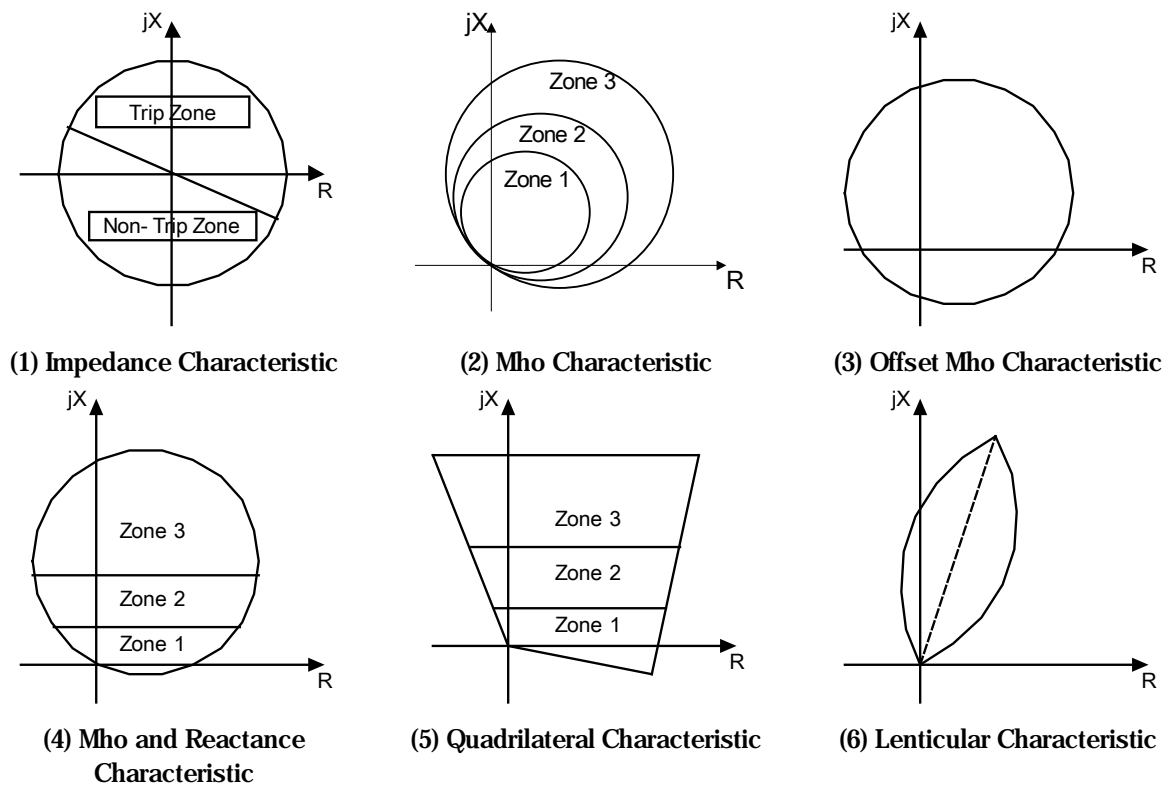 jX
Trip Zone
R
Non- Trip Zone
(1) Impedance Characteristic
jX
Zone 3
Zone 2
Zone 1
R
(2) Mho Characteristic
jX
R
(3) Offset Mho Characteristic
jX
Zone 3
Zone 2
Zone 1
R
(4) Mho and Reactance
Characteristic
jX
Zone 3
Zone 2
Zone 1
R
(5) Quadrilateral Characteristic
jX
R
(6) Lenticular Characteristic